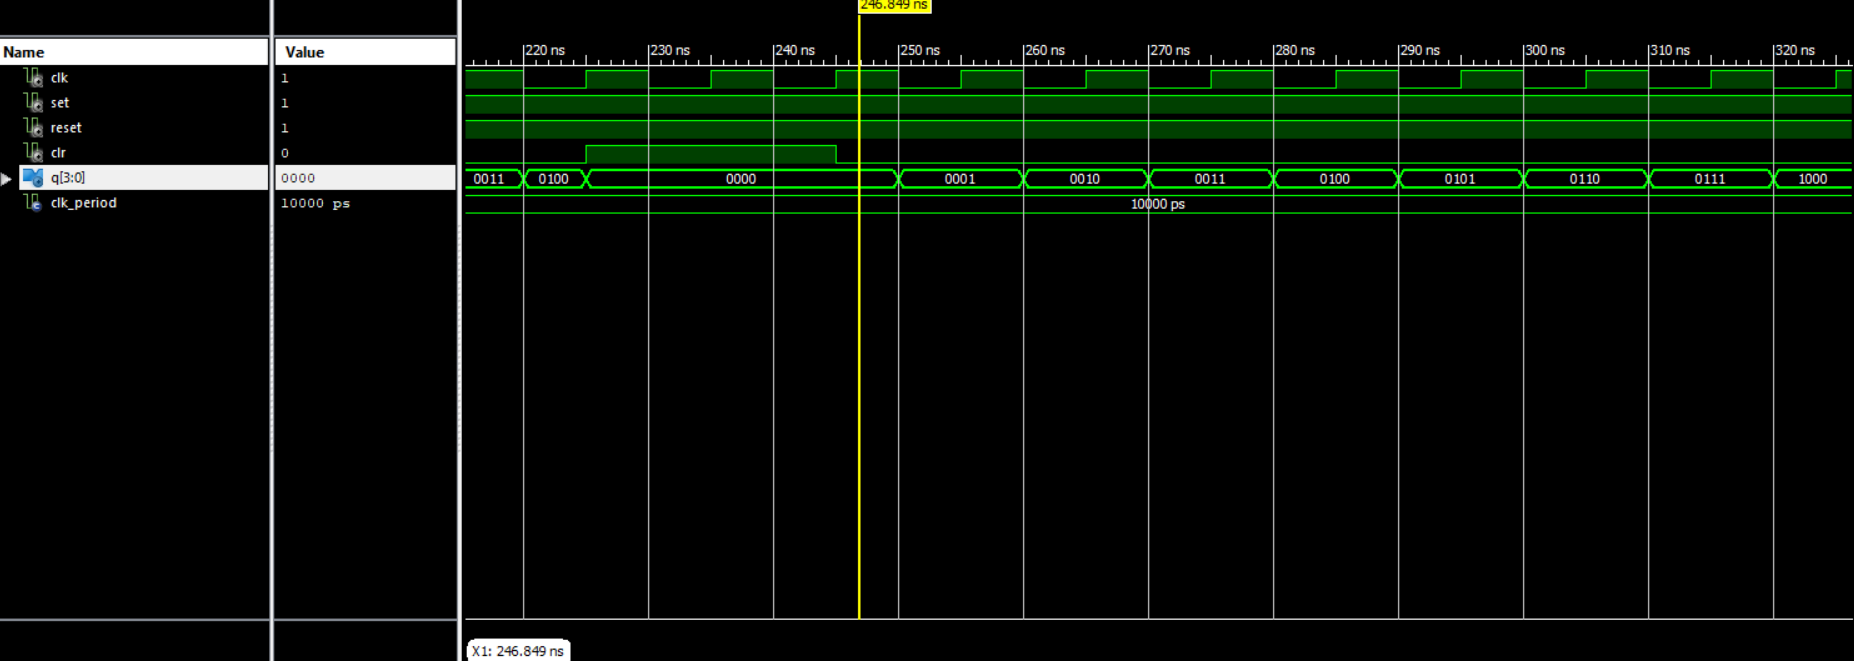 246.849 ns
Name Value 220 ns 230 ns 240 ns 250 ns 260 ns 270 ns 280 ns 290 ns 300 ns 310 ns 320 ns
clk 1
set 1
reset 1
clr 0
q[3:0] 0000 0011 0100 0000 0001 0010 0011 0100 0101 0110 0111 1000
clk_period 10000 ps 10000 ps
X1: 246.849 ns